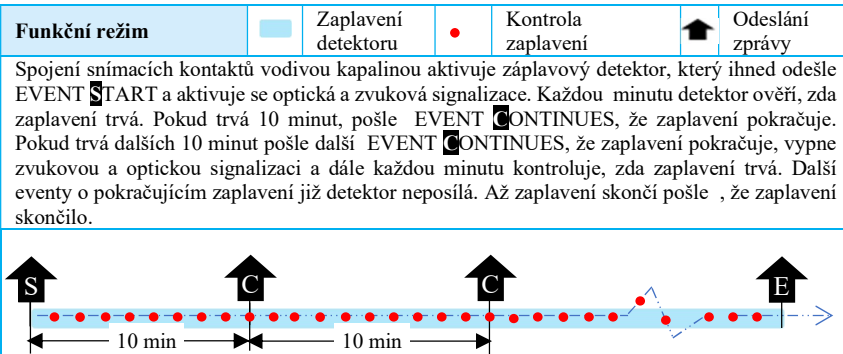 Funkční režim
Zaplavení detektoru
Kontrola zaplavení
Odeslání zprávy
Spojení snímacích kontaktů vodivou kapalinou aktivuje záplavový detektor, který ihned odešle
EVENT START a aktivuje se optická a zvuková signalizace. Každou minutu detektor ověří, zda
zaplavení trvá. Pokud trvá 10 minut, pošle EVENT CONTINUES, že zaplavení pokračuje.
Pokud trvá dalších 10 minut pošle další EVENT CONTINUES, že zaplavení pokračuje, vypne
zvukovou a optickou signalizaci a dále každou minutu kontroluje, zda zaplavení trvá. Další
eventy o pokračujícím zaplavení již detektor neposílá. Až zaplavení skončí pošle , že zaplavení
skončilo.
S C C E
10 min 10 min